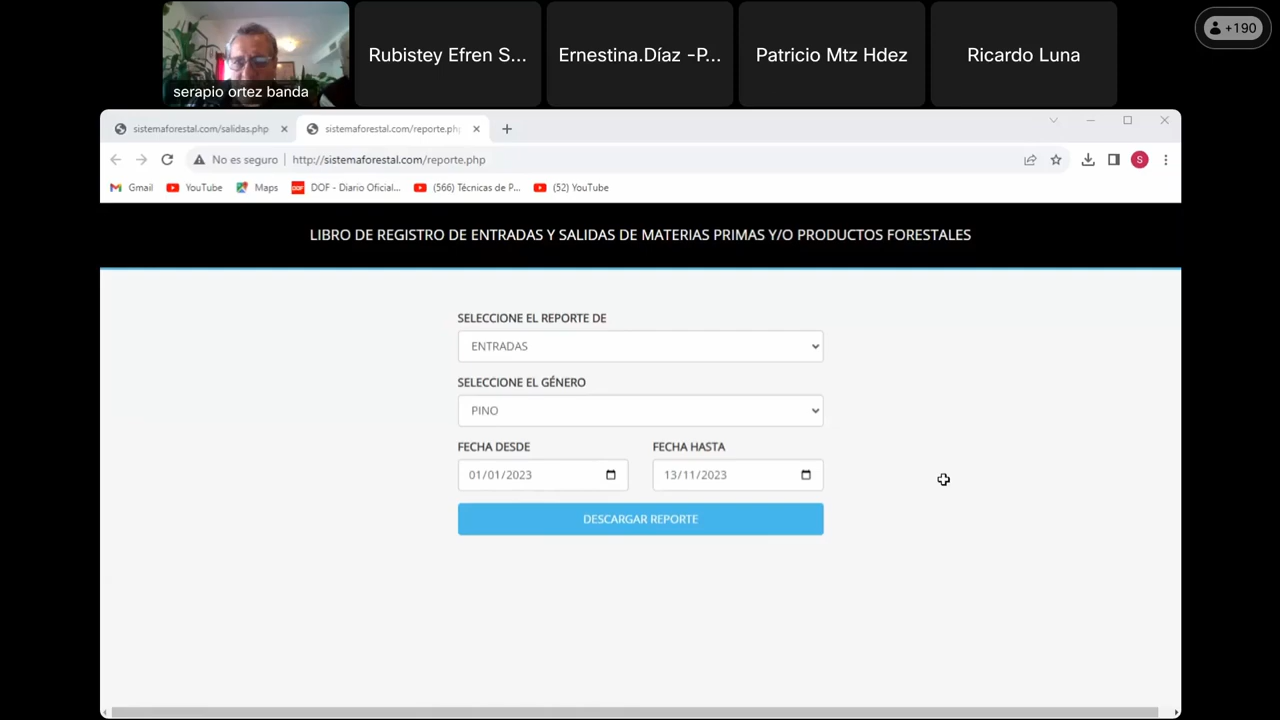 Rubistey Efren S...
Ernestina.Díaz -P...
Patricio Mtz Hdez
Ricardo Luna
+190
serapio ortez banda
sistemaforestal.com/salidas.php
sistemaforestal.com/reporte.ph
No es seguro
http://sistemaforestal.com/reporte.php
S
Gmail
YouTube
Maps
DOF
DOF - Diario Oficial...
(566) Técnicas de P...
(52) YouTube
LIBRO DE REGISTRO DE ENTRADAS Y SALIDAS DE MATERIAS PRIMAS Y/O PRODUCTOS FORESTALES
SELECCIONE EL REPORTE DE
ENTRADAS
SELECCIONE EL GÉNERO
PINO
FECHA DESDE
FECHA HASTA
01/01/2023
13/11/2023
DESCARGAR REPORTE